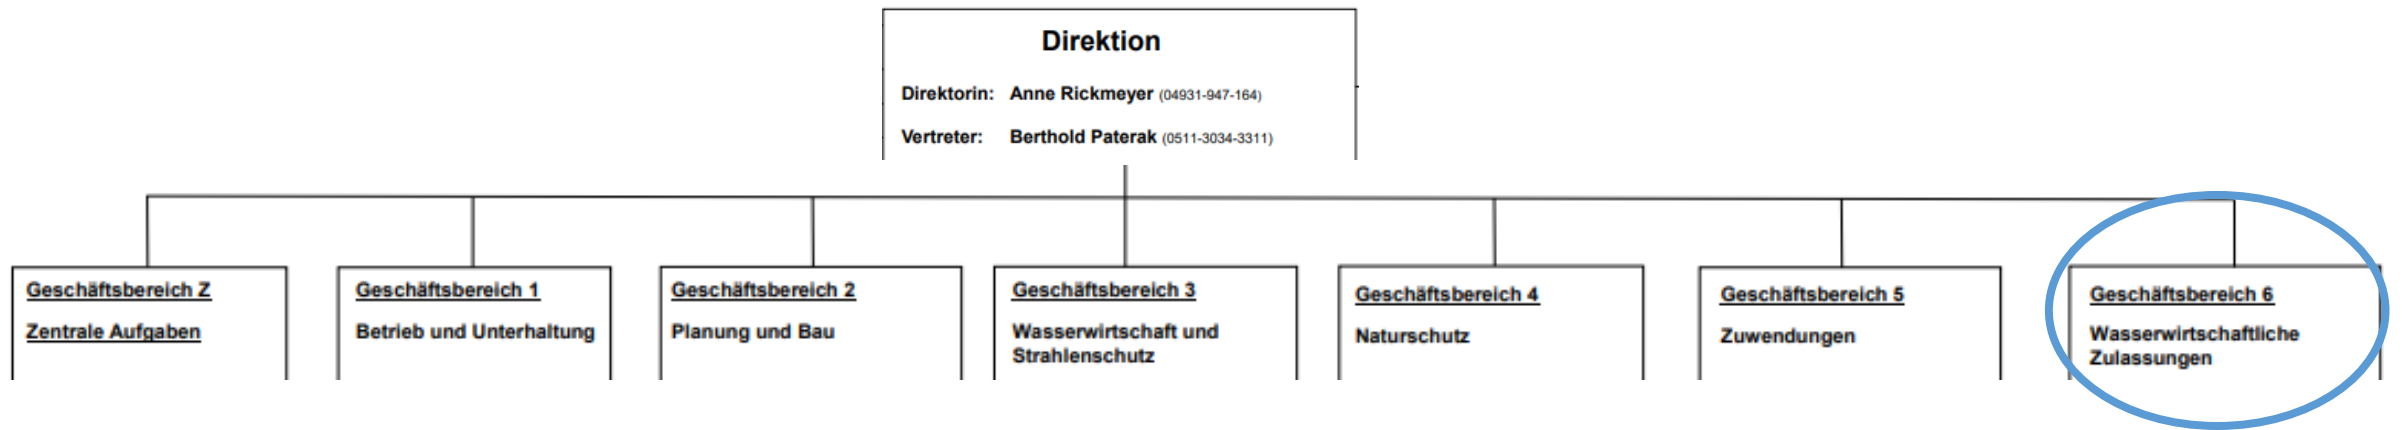 Direktion
Direktorin: Anne Rickmeyer (04931-947-164)
Vertreter: Berthold Paterak (0511-3034-3311)
Geschäftsbereich Z
Zentrale Aufgaben
Geschäftsbereich 1
Betrieb und Unterhaltung
Geschäftsbereich 2
Planung und Bau
Geschäftsbereich 3
Wasserwirtschaft und
Strahlenschutz
Geschäftsbereich 4
Naturschutz
Geschäftsbereich 5
Zuwendungen
Geschäftsbereich 6
Wasserwirtschaftliche
Zulassungen